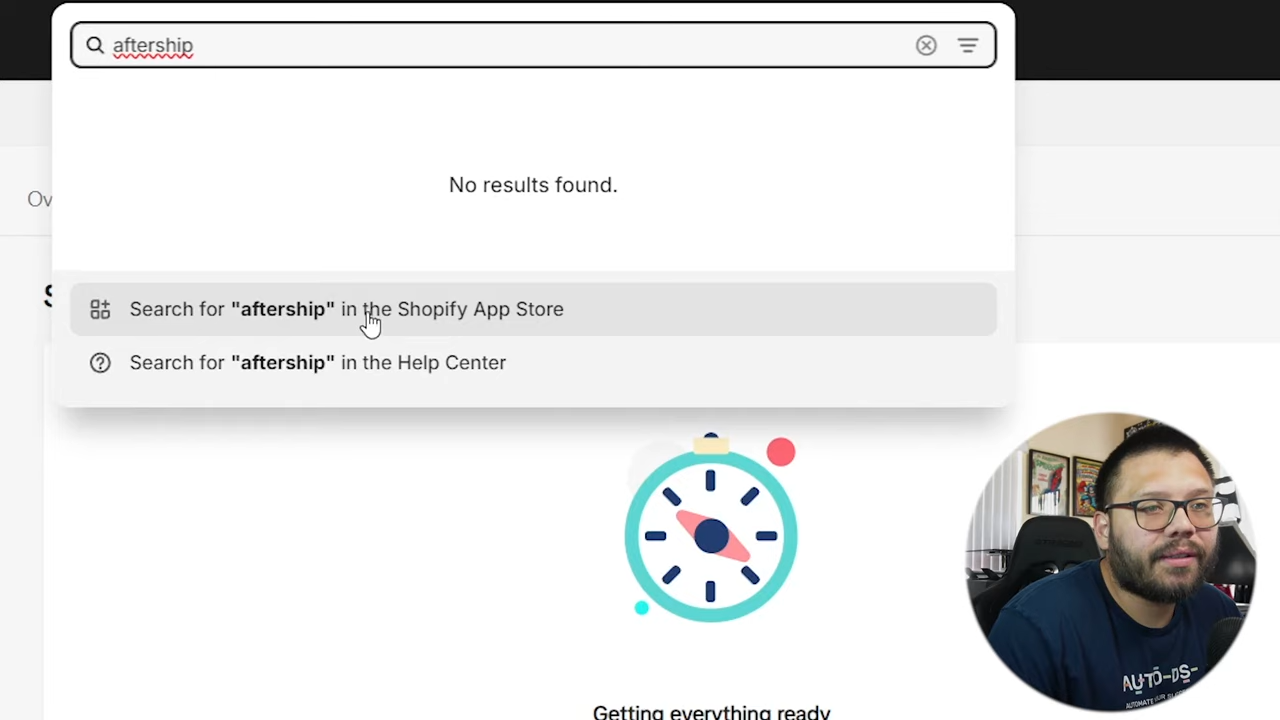 aftership
No results found.
Ov
S
Search for "aftership" in the Shopify App Store
Search for "aftership" in the Help Center
Getting everything ready
AUTO-DS-